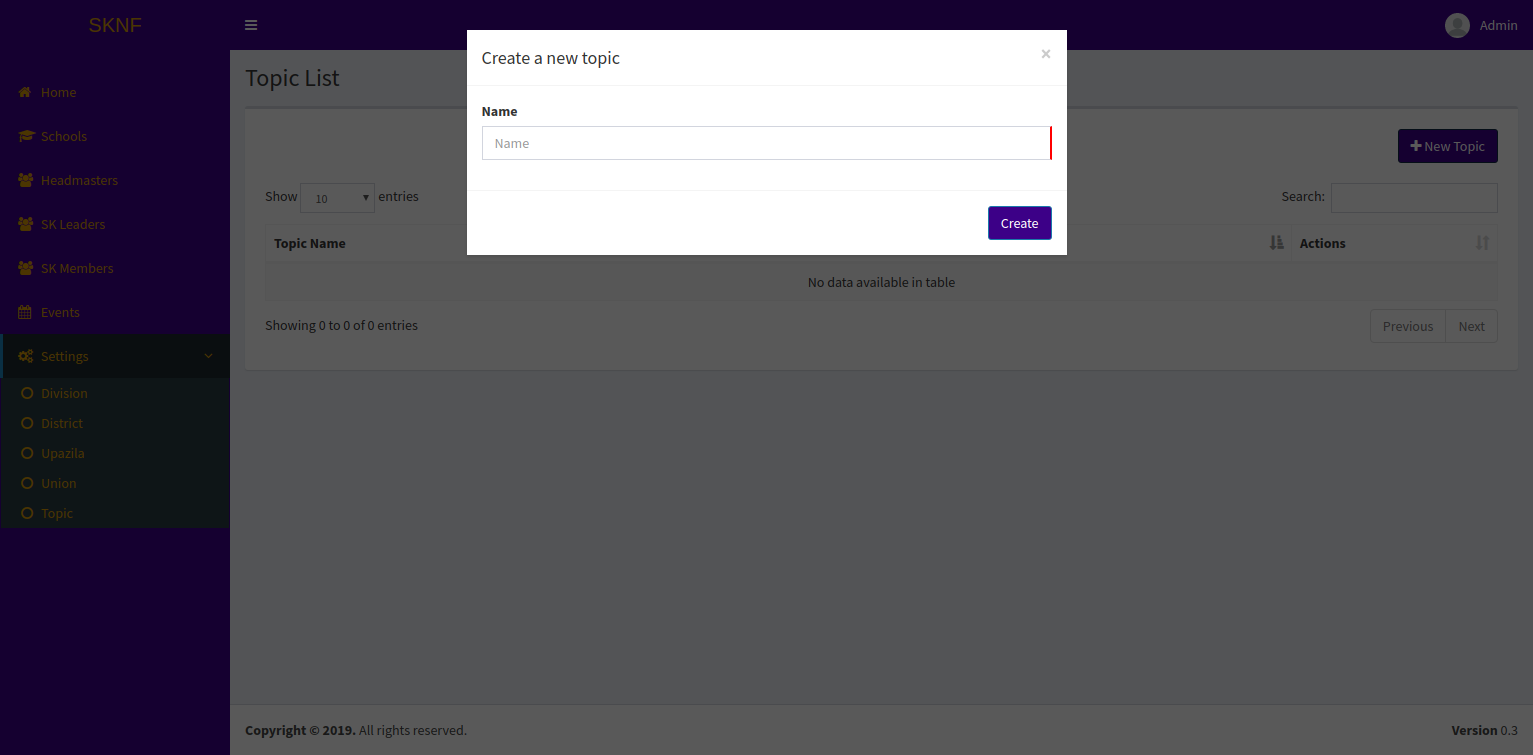 SKNF
Admin
Create a new topic ×
Topic List
Home
Name
Name
Schools
New Topic
Headmasters
Show 10 entries
Search:
SK Leaders
Create
Topic Name
Actions
SK Members
No data available in table
Events
Showing 0 to 0 of 0 entries
Previous Next
Settings
Division
District
Upazila
Union
Topic
Copyright © 2019. All rights reserved.
Version 0.3